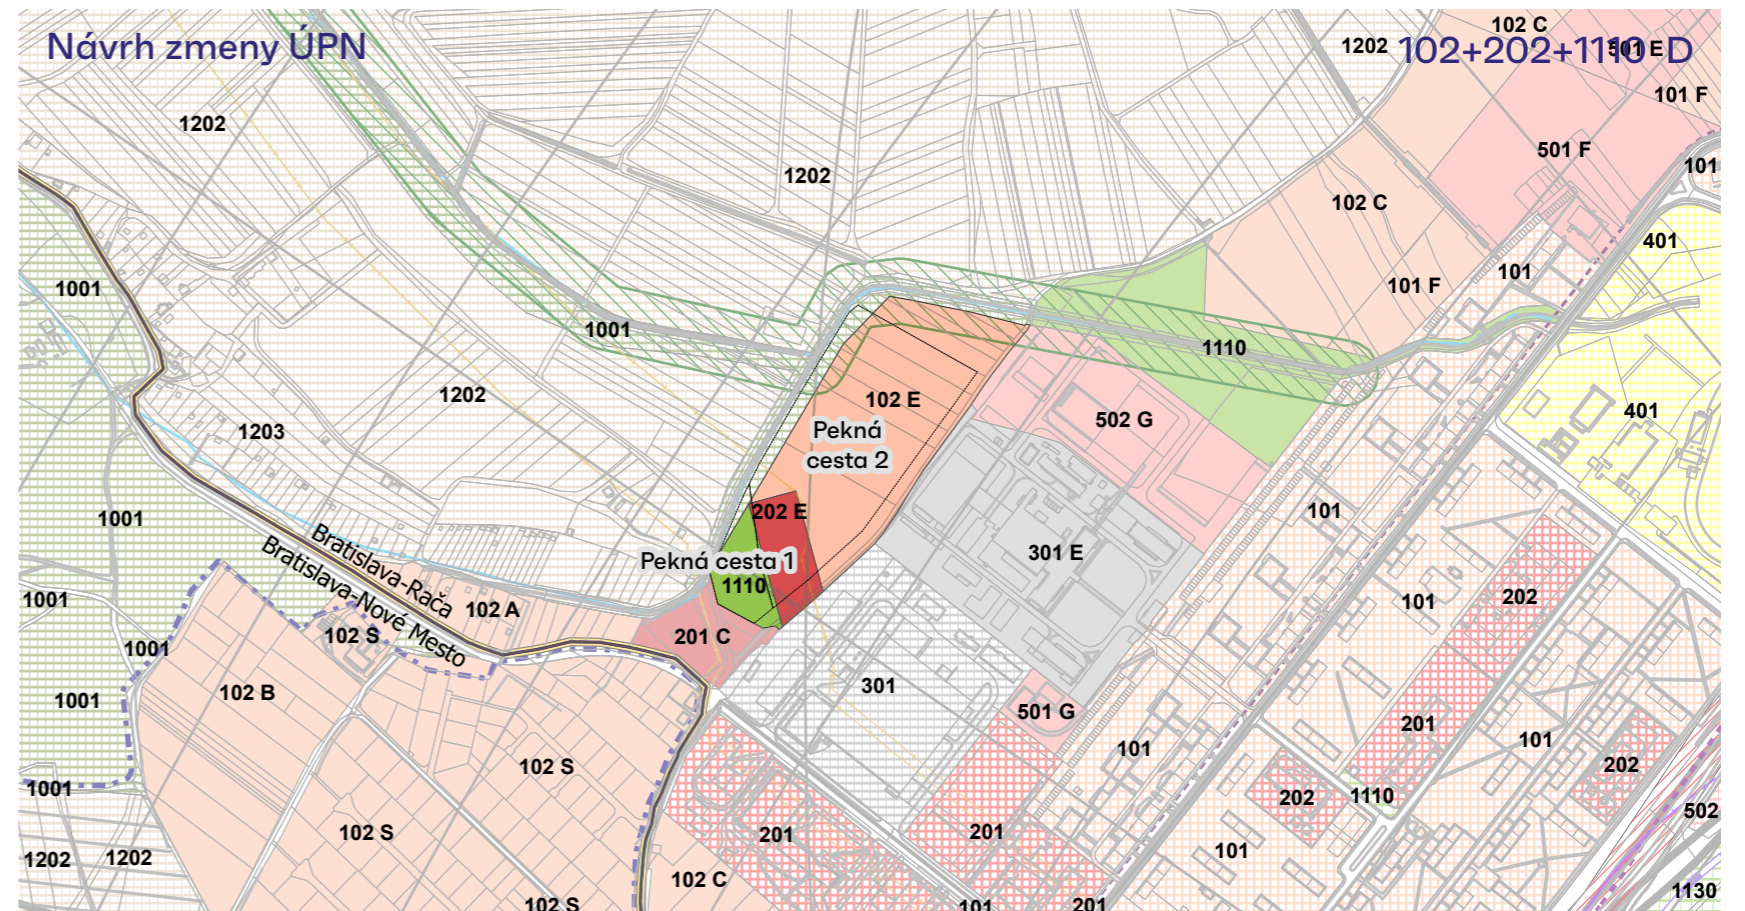 Návrh zmeny ÚPN
102+202+1110 D
102 C
501 E
1202
101 F
1202
501 F
101
1202
102 C
401
1001
101 F
101
1001
1110
1202
102 E
401
502 G
1203
Pekná
cesta 2
202 E
101
1001
Bratislava-Rača
Bratislava-Nové Mesto
Pekná cesta 1
301 E
1110
1001
102 A
101
202
102 S
201 C
1001
301
102 B
1001
501 G
201
101
101
102 S
202
1001
202
1110
502
102 S
201
201
101
1202
1202
102 C
1130
102 S
101
201